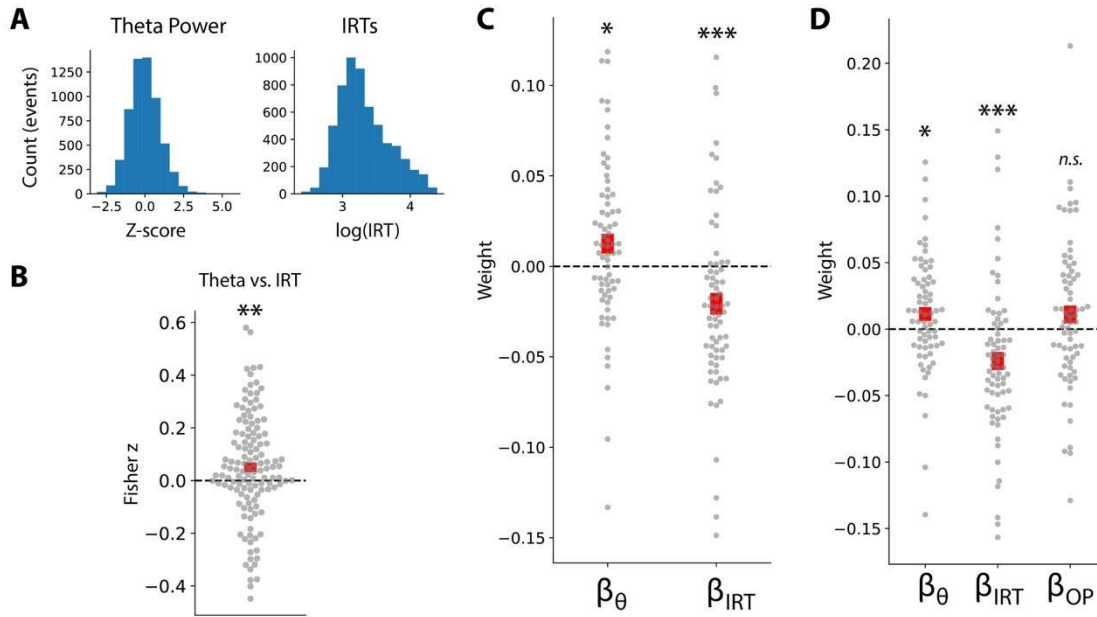 A
Theta Power
IRTs
Count (events)
1250
1000
750
500
250
0
−2.5 0.0 2.5 5.0
Z-score
1000
800
600
400
200
0
3 4
log(IRT)
B
Theta vs. IRT
**
Fisher z
0.6
0.4
0.2
0.0
−0.2
−0.4
C
* ***
Weight
0.10
0.05
0.00
−0.05
−0.10
−0.15
βθ βIRT
D
* *** n.s.
Weight
0.20
0.15
0.10
0.05
0.00
−0.05
−0.10
−0.15
βθ βIRT βOP